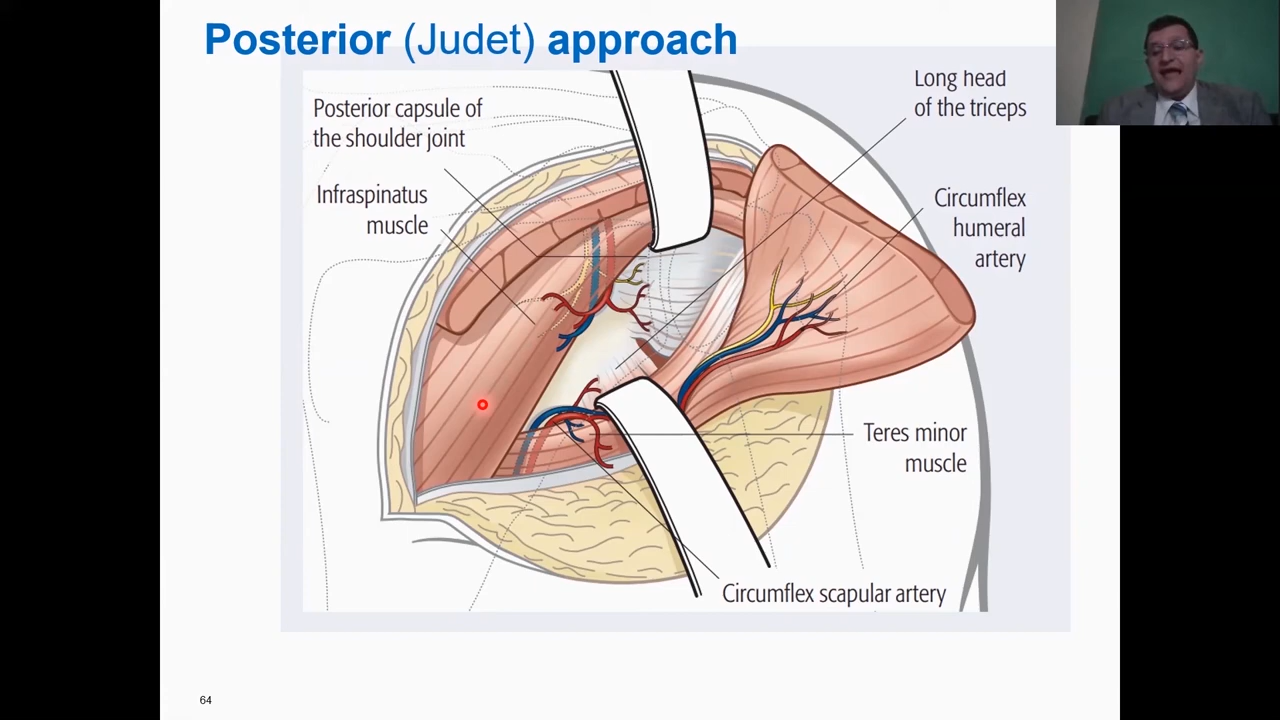 Posterior (Judet) approach
Posterior capsule of
the shoulder joint
Infraspinatus
muscle
Long head
of the triceps
Circumflex
humeral
artery
Teres minor
muscle
Circumflex scapular artery
64